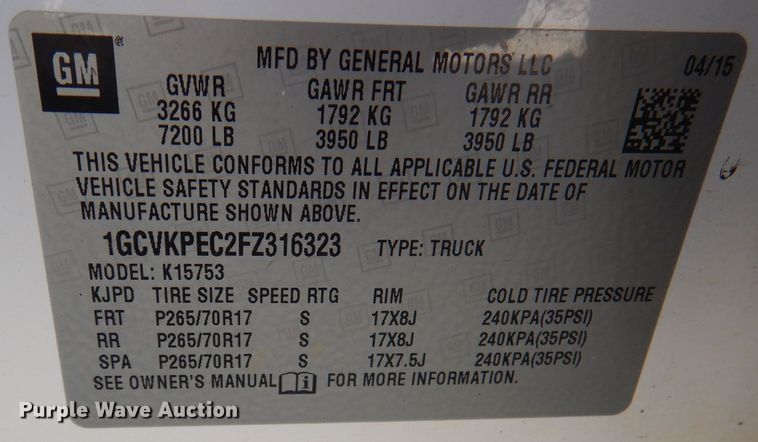 GM®
MFD BY GENERAL MOTORS LLC
04/15
GVWR GAWR FRT GAWR RR
3266 KG 1792 KG 1792 KG
7200 LB 3950 LB 3950 LB
THIS VEHICLE CONFORMS TO ALL APPLICABLE U.S. FEDERAL MOTOR
VEHICLE SAFETY STANDARDS IN EFFECT ON THE DATE OF
MANUFACTURE SHOWN ABOVE.
1GCVKPEC2FZ316323 TYPE: TRUCK
MODEL: K15753
KJPD TIRE SIZE SPEED RTG RIM COLD TIRE PRESSURE
FRT P265/70R17 S 17X8J 240KPA(35PSI)
RR P265/70R17 S 17X8J 240KPA(35PSI)
SPA P265/70R17 S 17X7.5J 240KPA(35PSI)
SEE OWNER'S MANUAL i FOR MORE INFORMATION.
Purple Wave Auction